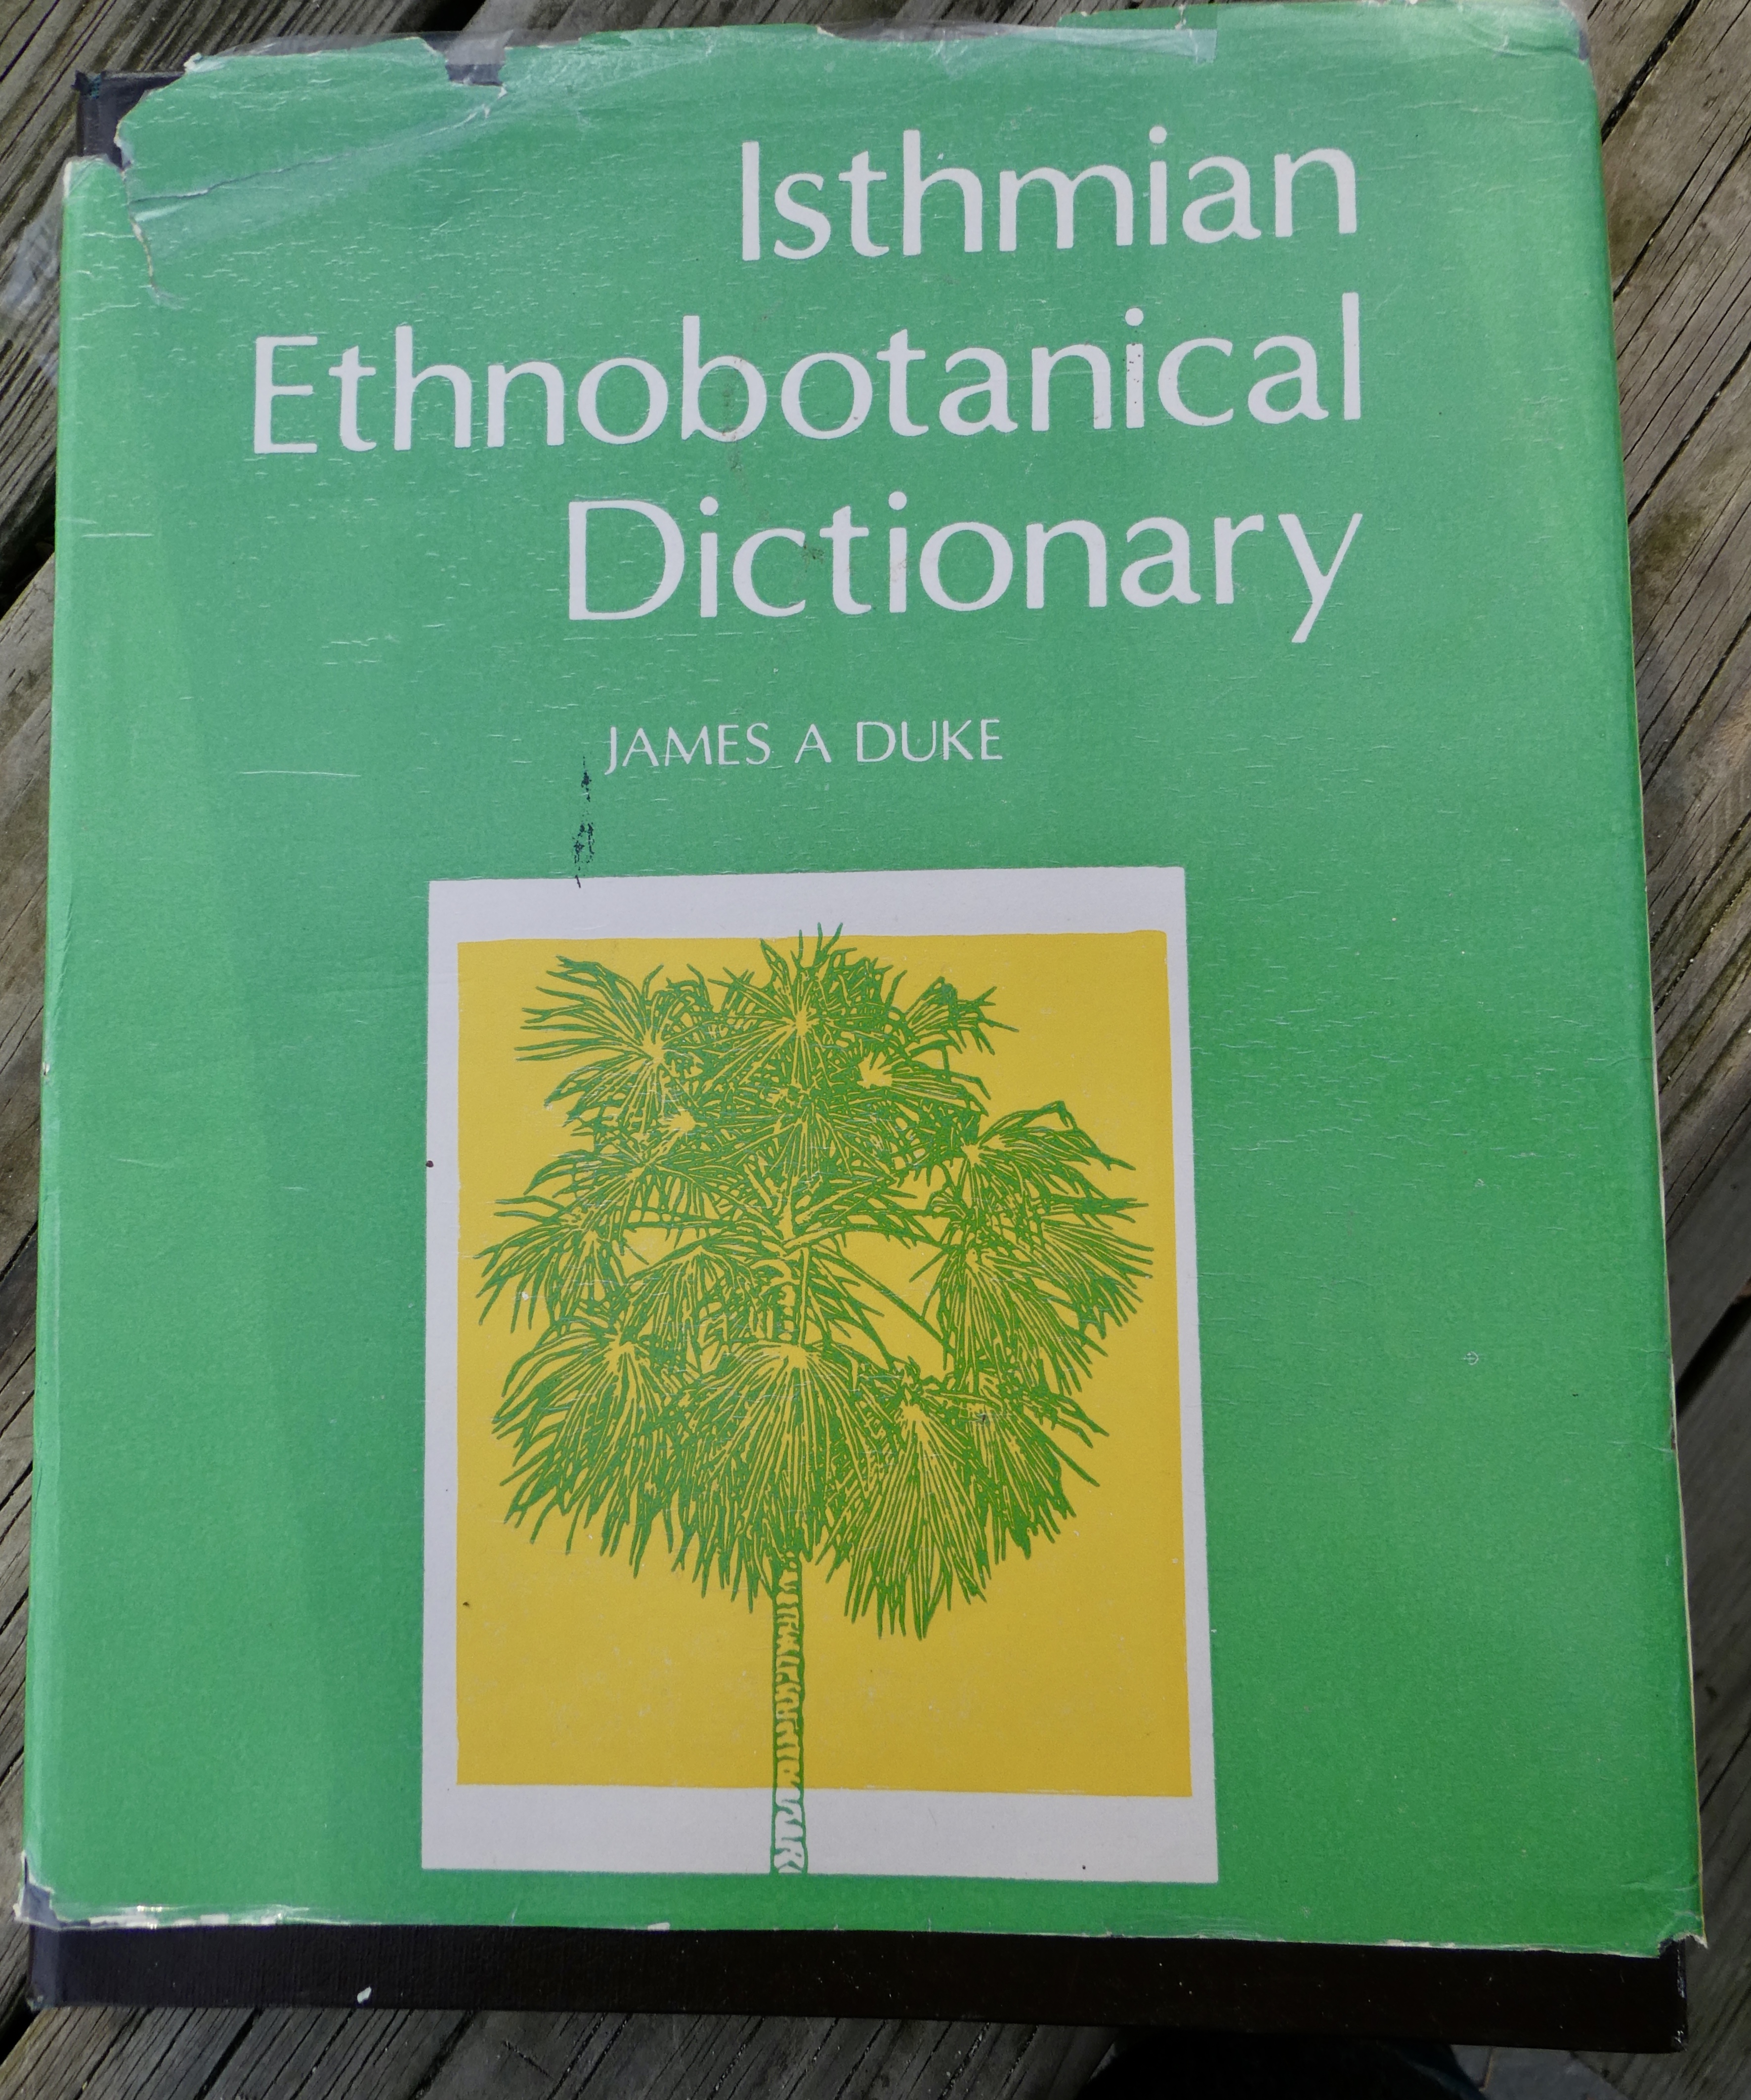 Isthmian
Ethnobotanical
Dictionary
JAMES A DUKE